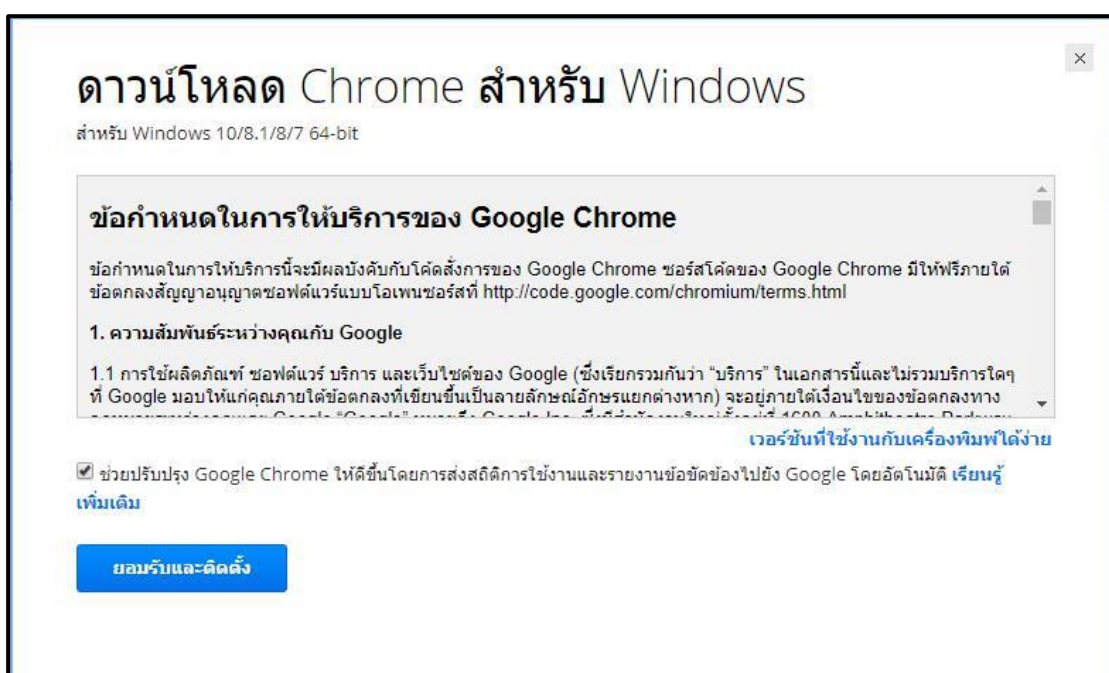 ดาวน์โหลด Chrome สำหรับ Windows
สำหรับ Windows 10/8.1/8/7 64-bit
ข้อกำหนดในการให้บริการของ Google Chrome
ข้อกำหนดในการให้บริการนี้จะมีผลบังคับกับโค้ดสั่งการของ Google Chrome ซอร์สโค้ดของ Google Chrome มีให้ฟรีภายใต้
ข้อตกลงสัญญาอนุญาตซอฟต์แวร์แบบโอเพนซอร์สที่ http://code.google.com/chromium/terms.html
1. ความสัมพันธ์ระหว่างคุณกับ Google
1.1 การใช้ผลิตภัณฑ์ ซอฟต์แวร์ บริการ และเว็บไซต์ของ Google (ซึ่งเรียกรวมกันว่า “บริการ” ในเอกสารนี้และไม่รวมบริการใดๆ
ที่ Google มอบให้แก่คุณภายใต้ข้อตกลงที่เขียนขึ้นเป็นลายลักษณ์อักษรแยกต่างหาก) จะอยู่ภายใต้เงื่อนไขของข้อตกลงทาง
เวอร์ชันที่ใช้งานกับเครื่องพิมพ์ได้ง่าย
ช่วยปรับปรุง Google Chrome ให้ดีขึ้นโดยการส่งสถิติการใช้งานและรายงานข้อขัดข้องไปยัง Google โดยอัตโนมัติ เรียนรู้
เพิ่มเติม
ยอมรับและติดตั้ง